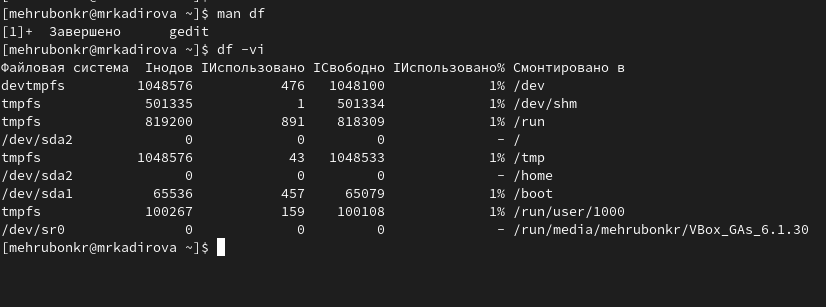 [mehrubonkr@mrkadirova ~]$ man df
[1]+  Завершено      gedit
[mehrubonkr@mrkadirova ~]$ df -vi
Файловая система  Iнодов IИспользовано IСвободно IИспользовано% Смонтировано в
devtmpfs         1048576           476   1048100             1% /dev
tmpfs             501335             1    501334             1% /dev/shm
tmpfs             819200           891    818309             1% /run
/dev/sda2              0             0         0              - /
tmpfs            1048576            43   1048533             1% /tmp
/dev/sda2              0             0         0              - /home
/dev/sda1          65536           457     65079             1% /boot
tmpfs             100267           159    100108             1% /run/user/1000
/dev/sr0               0             0         0              - /run/media/mehrubonkr/VBox_GAs_6.1.30
[mehrubonkr@mrkadirova ~]$